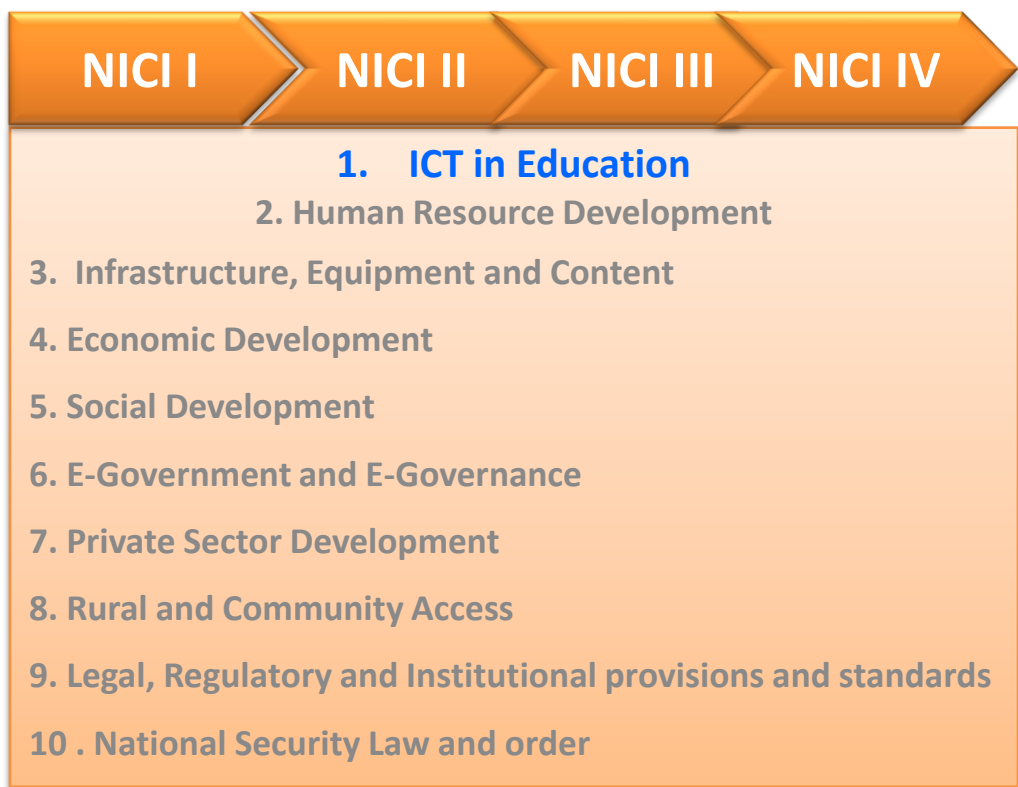 NICI I NICI II NICI III NICI IV
1. ICT in Education
2. Human Resource Development
3. Infrastructure, Equipment and Content
4. Economic Development
5. Social Development
6. E-Government and E-Governance
7. Private Sector Development
8. Rural and Community Access
9. Legal, Regulatory and Institutional provisions and standards
10 . National Security Law and order